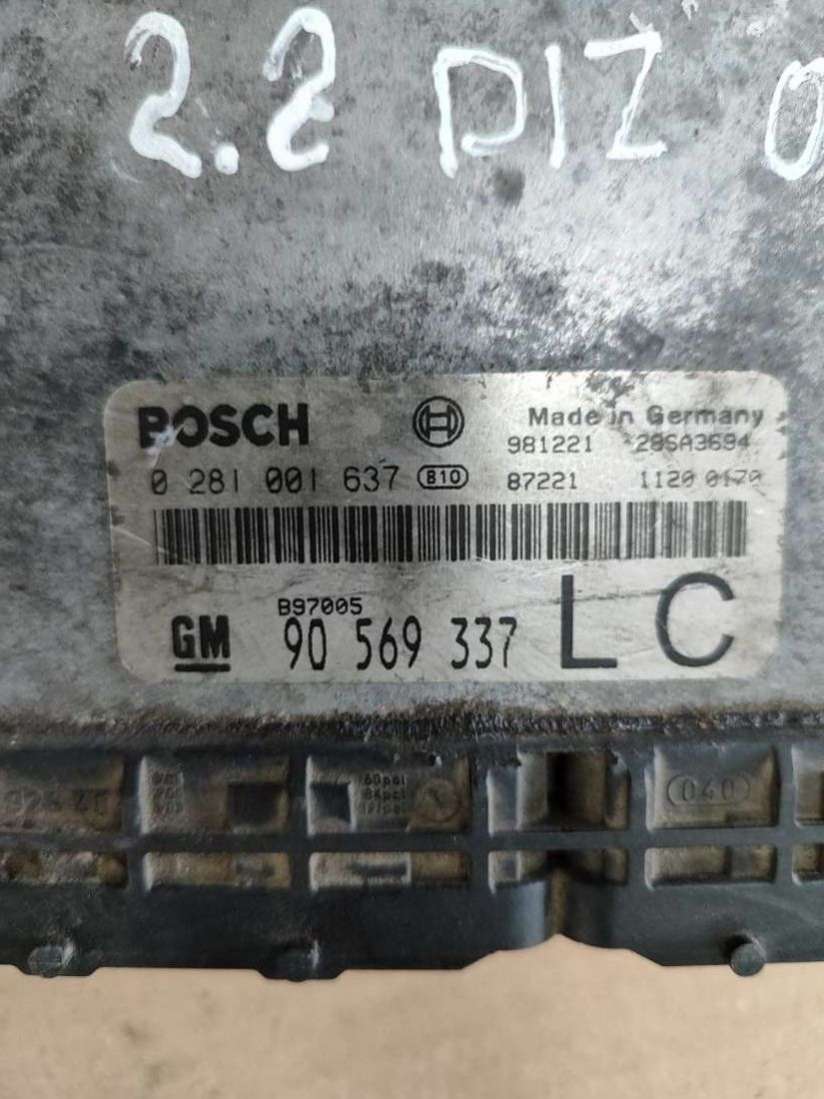 2.2 DIZ
BOSCH Made in Germany
981221 28SA3694
0 281 001 637 B10 87221 1120 0170
B97005
GM 90 569 337 LC
040